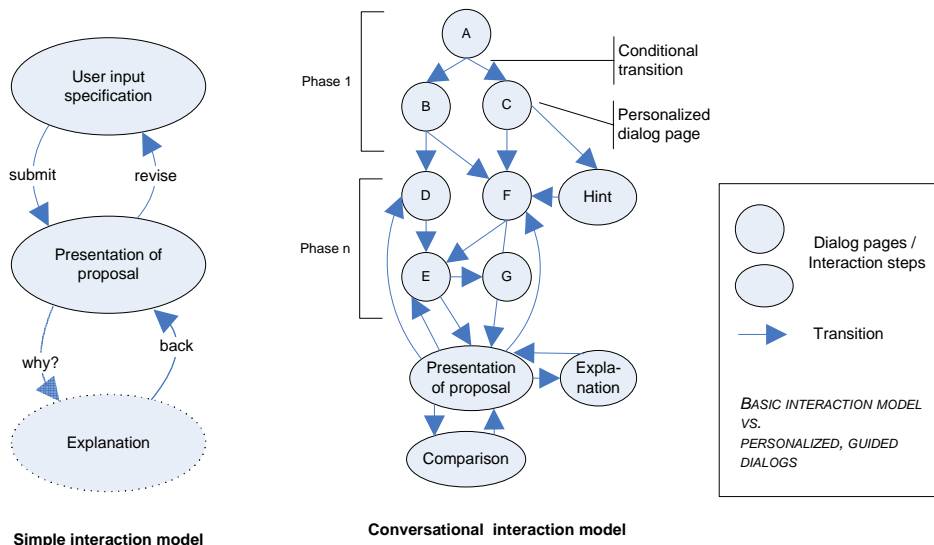 User input
specification
submit
revise
Presentation of
proposal
why?
back
Explanation
Simple interaction model
Phase 1
A
Conditional
transition
B
C
Personalized
dialog page
Phase n
D
F
Hint
E
G
Presentation
of proposal
Expla-
nation
Comparison
Conversational interaction model
Dialog pages /
Interaction steps
Transition
BASIC INTERACTION MODEL
VS.
PERSONALIZED, GUIDED
DIALOGS